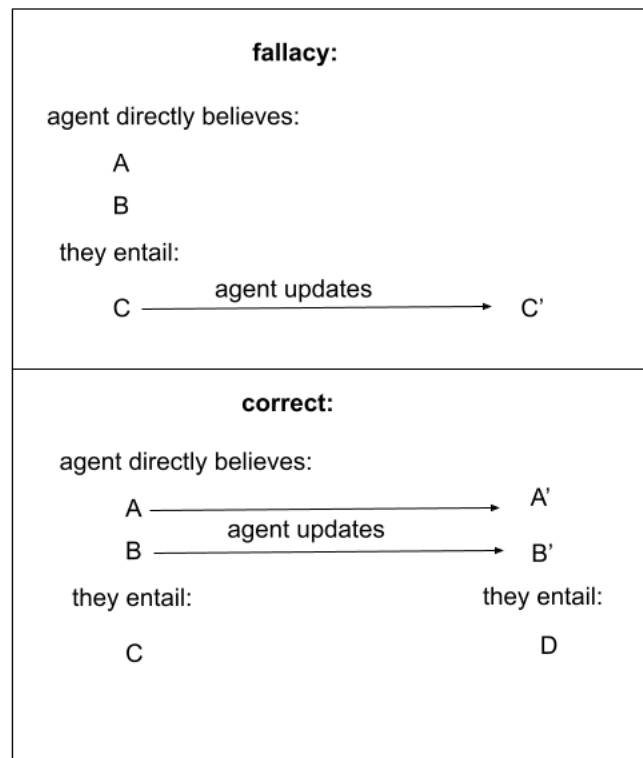 fallacy:
agent directly believes:
A
B
they entail:
agent updates
C C’
correct:
agent directly believes:
A A’
agent updates
B B’
they entail: they entail:
C D